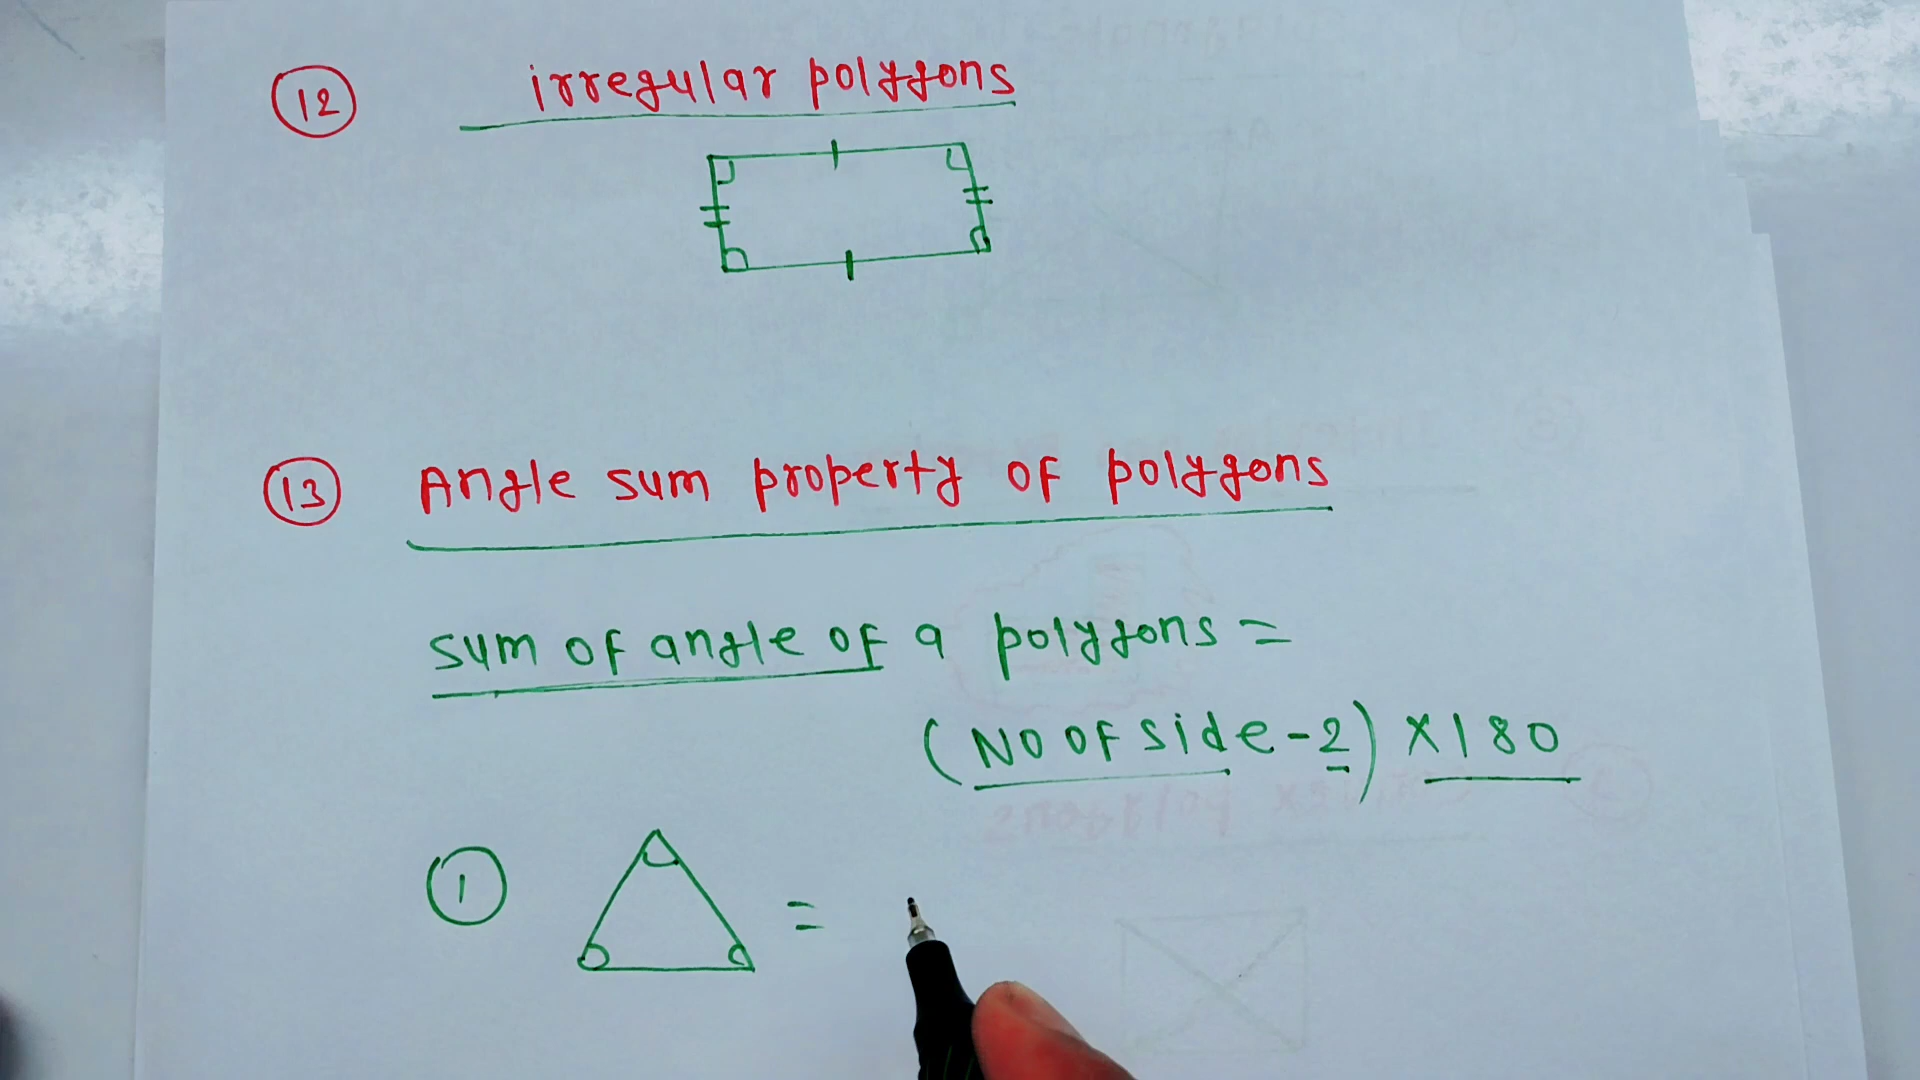 12 irregular polygons
13 Angle sum property of polygons
sum of angle of a polygons =
(No of side-2) ×180
1 =